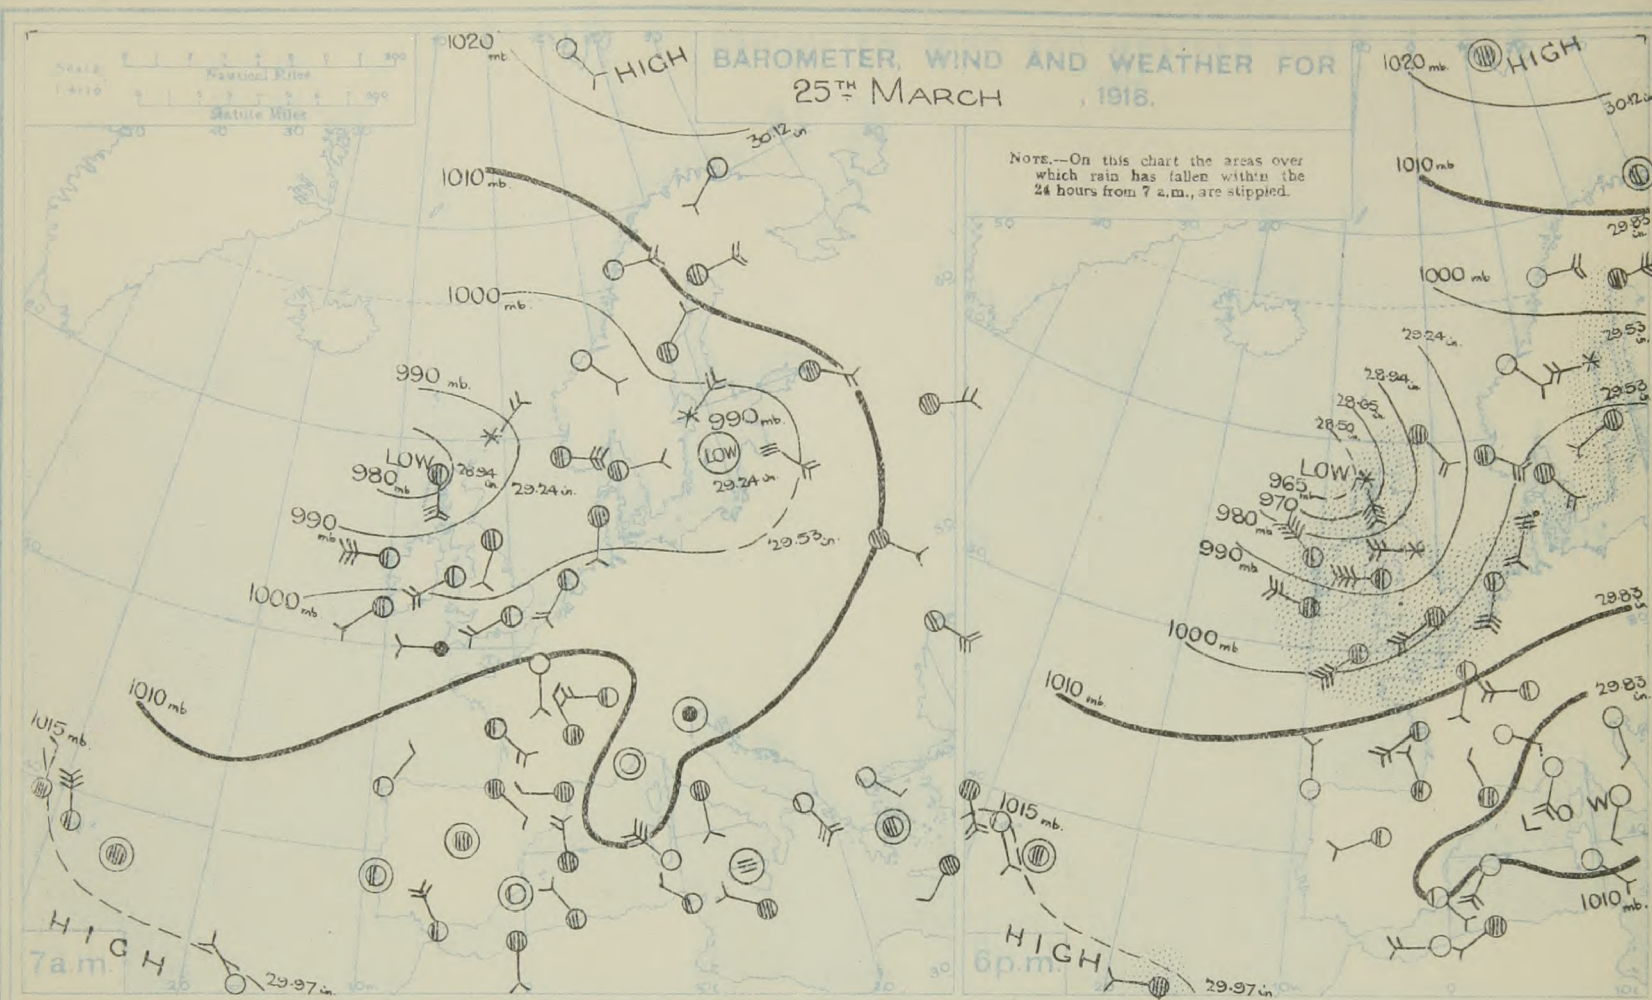 Scale
Nautical Miles
Statute Miles
BAROMETER, WIND AND WEATHER FOR
25TH MARCH , 1918.
NOTE.—On this chart the areas over
which rain has fallen within the
24 hours from 7 a.m., are stippled.
1020 mb.
HIGH
30.12 in
1010 mb.
1000 mb.
990 mb.
LOW
980 mb
28.94 in.
29.24 in.
990 mb.
LOW
29.24 in.
990 mb
29.53 in.
1000 mb
1010 mb
1015 mb.
HIGH
7 a.m.
29.97 in
1020 mb.
HIGH
30.12 in
1010 mb
29.83 in.
1000 mb
29.53 in.
29.24 in.
28.94 in
28.65 in
28.50 in.
29.53 in
LOW
965 mb
970
980 mb
990 mb
1000 mb
29.83 in
1010 mb
29.83 in.
1015 mb.
LOW
1010 mb.
HIGH
6 p.m.
29.97 in.